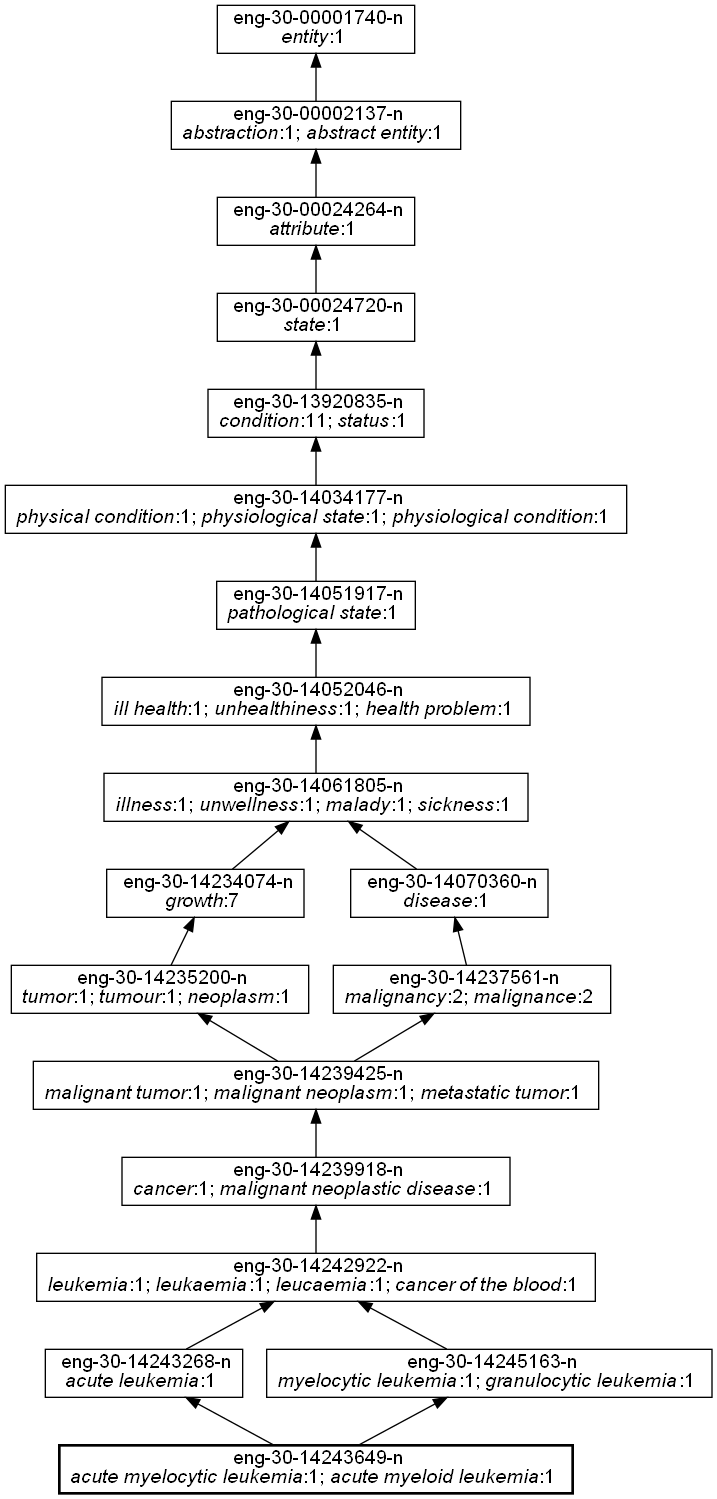 eng-30-00001740-n
entity:1
eng-30-00002137-n
abstraction:1; abstract entity:1
eng-30-00024264-n
attribute:1
eng-30-00024720-n
state:1
eng-30-13920835-n
condition:11; status:1
eng-30-14034177-n
physical condition:1; physiological state:1; physiological condition:1
eng-30-14051917-n
pathological state:1
eng-30-14052046-n
ill health:1; unhealthiness:1; health problem:1
eng-30-14061805-n
illness:1; unwellness:1; malady:1; sickness:1
eng-30-14234074-n
growth:7
eng-30-14070360-n
disease:1
eng-30-14235200-n
tumor:1; tumour:1; neoplasm:1
eng-30-14237561-n
malignancy:2; malignance:2
eng-30-14239425-n
malignant tumor:1; malignant neoplasm:1; metastatic tumor:1
eng-30-14239918-n
cancer:1; malignant neoplastic disease:1
eng-30-14242922-n
leukemia:1; leukaemia:1; leucaemia:1; cancer of the blood:1
eng-30-14243268-n
acute leukemia:1
eng-30-14245163-n
myelocytic leukemia:1; granulocytic leukemia:1
eng-30-14243649-n
acute myelocytic leukemia:1; acute myeloid leukemia:1